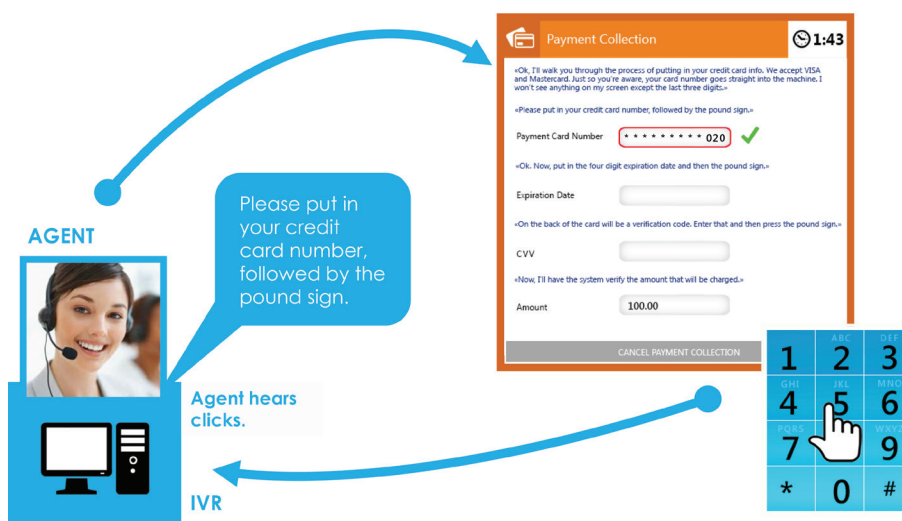 Payment Collection
1:43
«Ok, I'll walk you through the process of putting in your credit card info. We accept VISA
and Mastercard. Just so you're aware, your card number goes straight into the machine. I
won't see anything on my screen except the last three digits.»
«Please put in your credit card number, followed by the pound sign.»
Payment Card Number
* * * * * * * * * 020
«Ok. Now, put in the four digit expiration date and then the pound sign.»
Expiration Date
«On the back of the card will be a verification code. Enter that and then press the pound sign.»
CVV
«Now, I'll have the system verify the amount that will be charged.»
Amount
100.00
CANCEL PAYMENT COLLECTION
AGENT
Please put in
your credit
card number,
followed by the
pound sign.
Agent hears
clicks.
IVR
ABC DEF
1 2 3
GHI JKL MNO
4 5 6
PQRS WXYZ
7 9
* 0 #